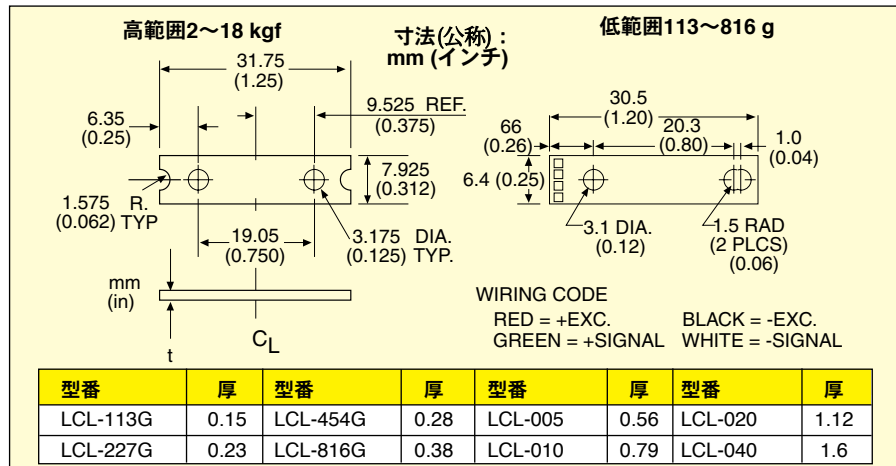 高範囲2〜18 kgf
寸法(公称)：
mm (インチ)
低範囲113〜816 g
31.75
(1.25)
6.35
(0.25)
9.525 REF.
(0.375)
7.925
(0.312)
1.575 R.
(0.062) TYP
19.05
(0.750)
3.175 DIA.
(0.125) TYP.
mm
(in)
t
CL
30.5
(1.20)
66
(0.26)
20.3
(0.80)
1.0
(0.04)
6.4 (0.25)
3.1 DIA.
(0.12)
1.5 RAD
(2 PLCS)
(0.06)
WIRING CODE
RED = +EXC. BLACK = -EXC.
GREEN = +SIGNAL WHITE = -SIGNAL
型番 厚 型番 厚 型番 厚 型番 厚
LCL-113G 0.15 LCL-454G 0.28 LCL-005 0.56 LCL-020 1.12
LCL-227G 0.23 LCL-816G 0.38 LCL-010 0.79 LCL-040 1.6